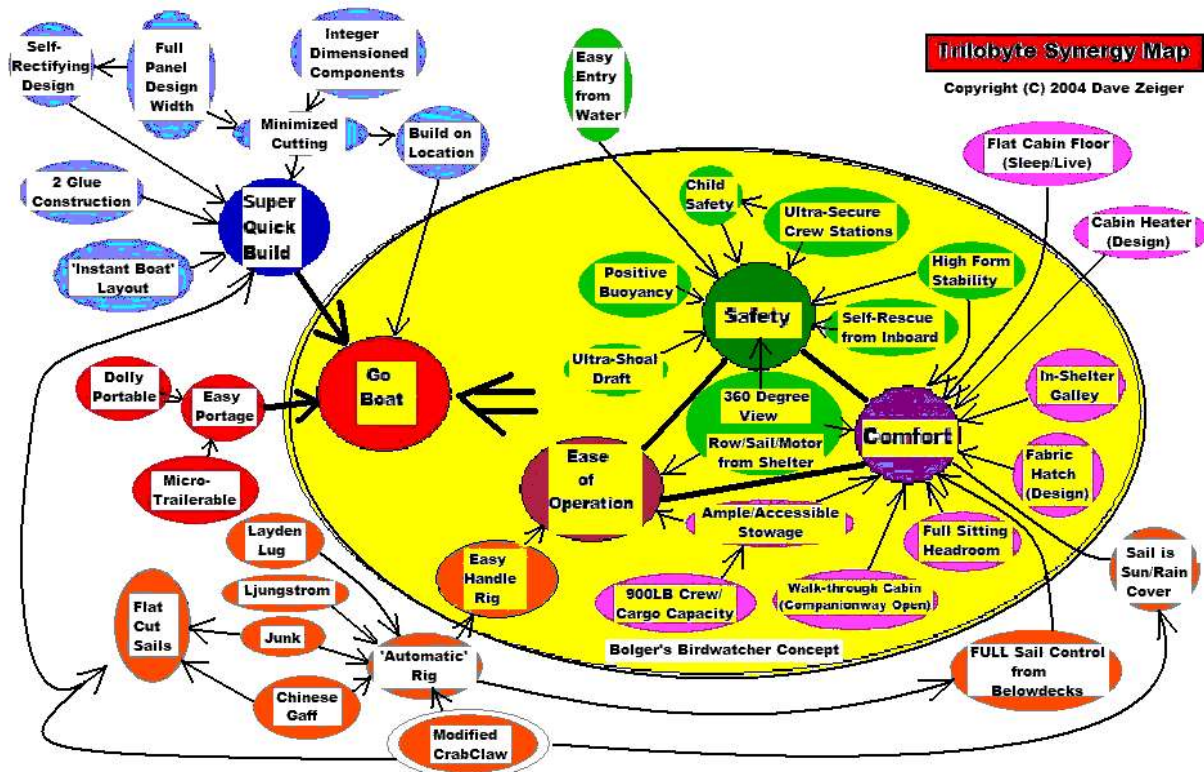 Trilobyte Synergy Map
Copyright (C) 2004 Dave Zeiger
Self-
Rectifying
Design
Full
Panel
Design
Width
Integer
Dimensioned
Components
Minimized
Cutting
Build on
Location
2 Glue
Construction
'Instant Boat'
Layout
Super
Quick
Build
Easy
Entry
from
Water
Child
Safety
Ultra-Secure
Crew Stations
Positive
Buoyancy
High Form
Stability
Safety
Self-Rescue
from Inboard
Ultra-Shoal
Draft
360 Degree
View
Row/Sail/Motor
from Shelter
Flat Cabin Floor
(Sleep/Live)
Cabin Heater
(Design)
In-Shelter
Galley
Comfort
Fabric
Hatch
(Design)
Full Sitting
Headroom
Sail is
Sun/Rain
Cover
Go
Boat
Dolly
Portable
Easy
Portage
Micro-
Trailerable
Ease
of
Operation
Ample/Accessible
Stowage
900LB Crew/
Cargo Capacity
Walk-through Cabin
(Companionway Open)
Bolger's Birdwatcher Concept
Layden
Lug
Ljungstrom
Junk
Chinese
Gaff
Flat
Cut
Sails
Easy
Handle
Rig
'Automatic'
Rig
Modified
CrabClaw
FULL Sail Control
from
Belowdecks